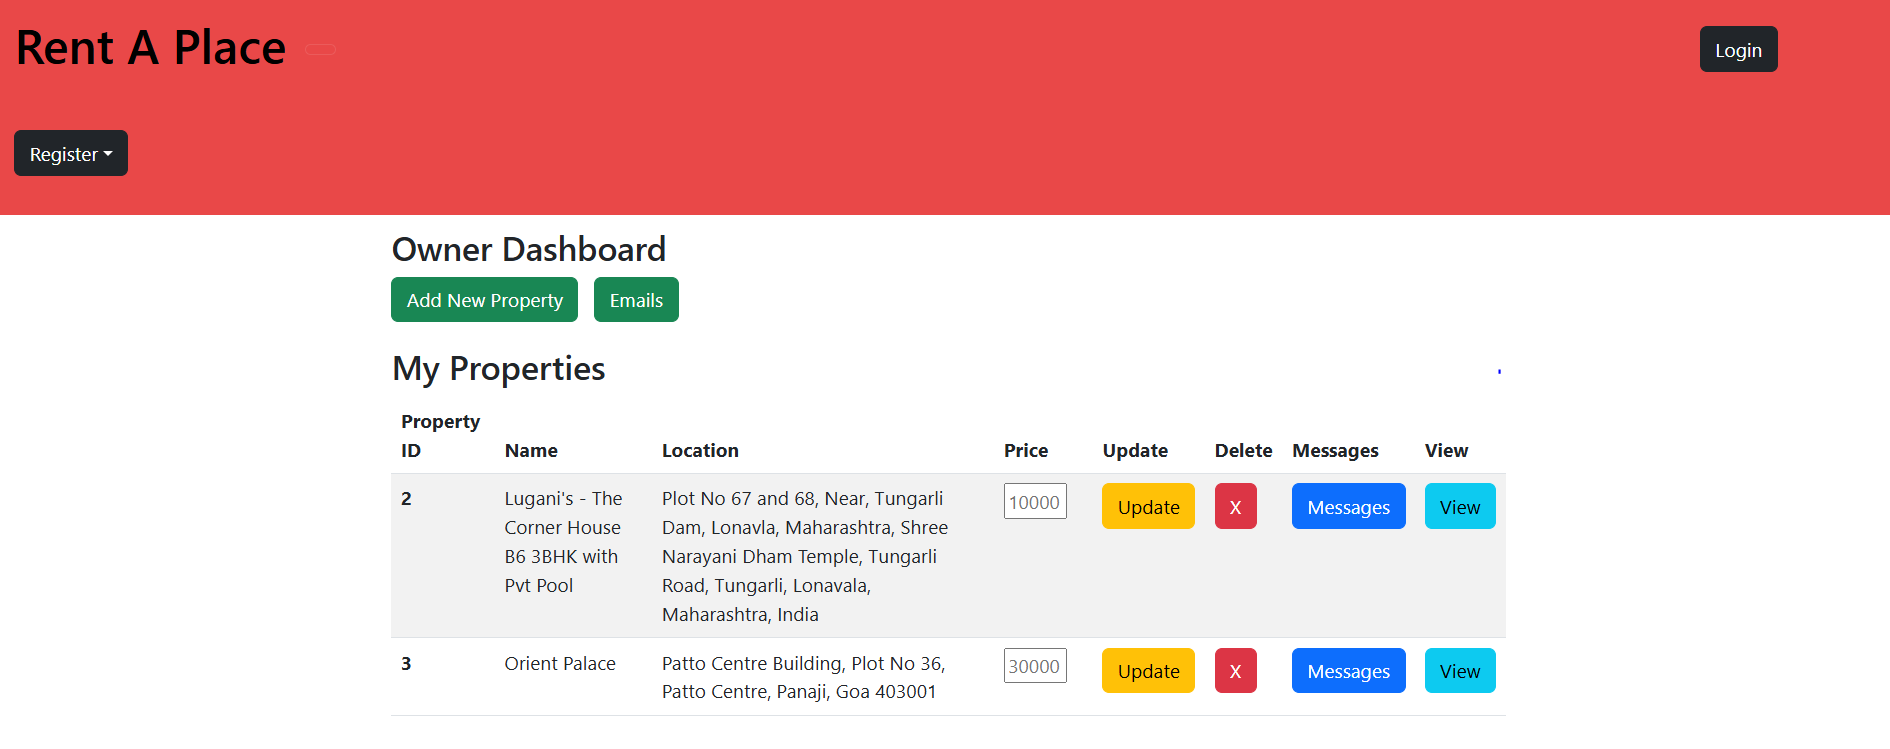 Rent A Place
Login
Register
Owner Dashboard
Add New Property Emails
My Properties
Property
ID Name Location Price Update Delete Messages View
2 Lugani's - The Plot No 67 and 68, Near, Tungarli 10000 Update X Messages View
Corner House Dam, Lonavla, Maharashtra, Shree
B6 3BHK with Narayani Dham Temple, Tungarli
Pvt Pool Road, Tungarli, Lonavala,
Maharashtra, India
3 Orient Palace Patto Centre Building, Plot No 36, 30000 Update X Messages View
Patto Centre, Panaji, Goa 403001